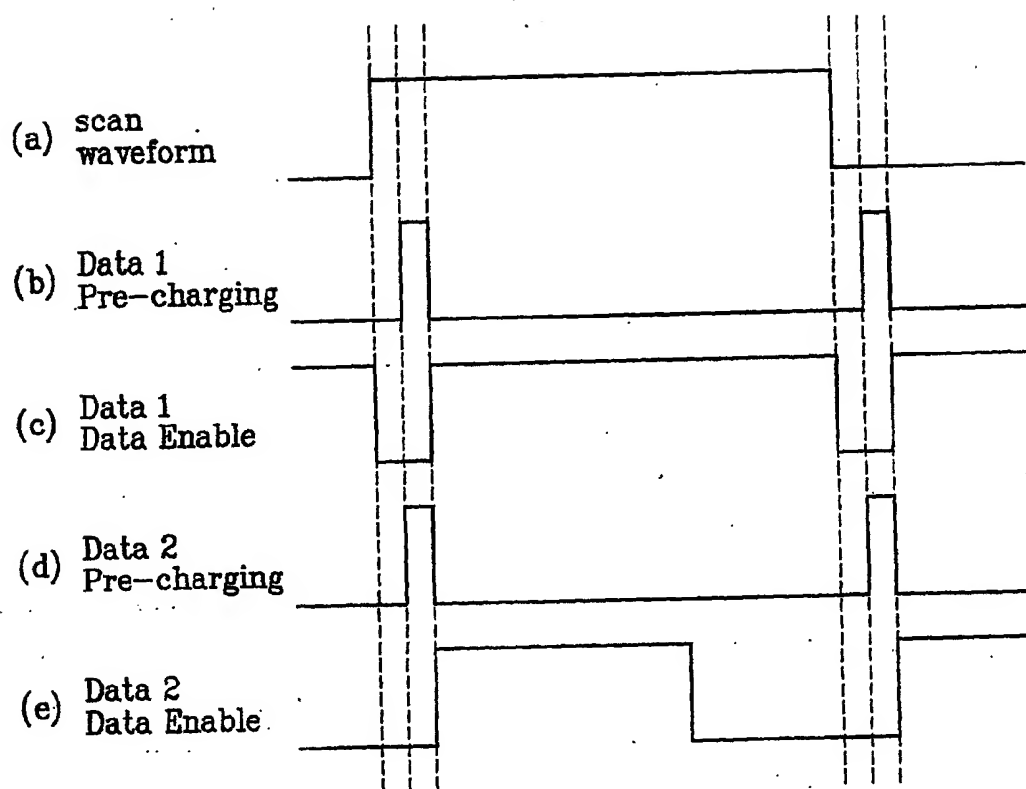 (a) scan
waveform
(b) Data 1
Pre-charging
(c) Data 1
Data Enable
(d) Data 2
Pre-charging
(e) Data 2
Data Enable